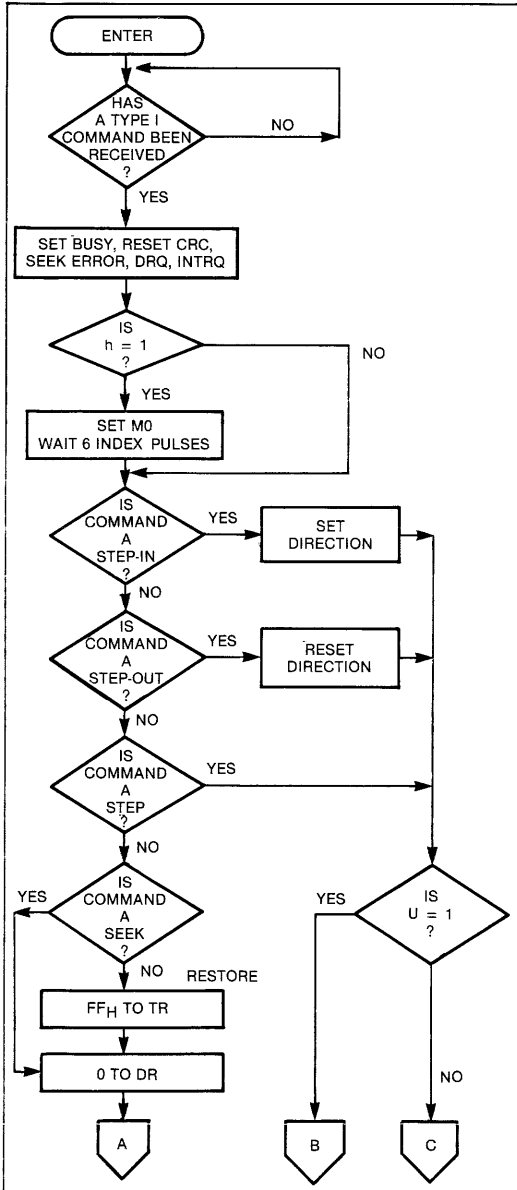 ENTER
HAS
A TYPE I
COMMAND BEEN
RECEIVED
?
NO
YES
SET BUSY, RESET CRC,
SEEK ERROR, DRQ, INTRQ
IS
h = 1
?
NO
YES
SET M0
WAIT 6 INDEX PULSES
IS
COMMAND
A
STEP-IN
?
YES
SET
DIRECTION
NO
IS
COMMAND
A
STEP-OUT
?
YES
RESET
DIRECTION
NO
IS
COMMAND
A
STEP
?
YES
NO
IS
COMMAND
A
SEEK
?
YES
NO
RESTORE
FFH TO TR
0 TO DR
A
IS
U = 1
?
YES
NO
B
C